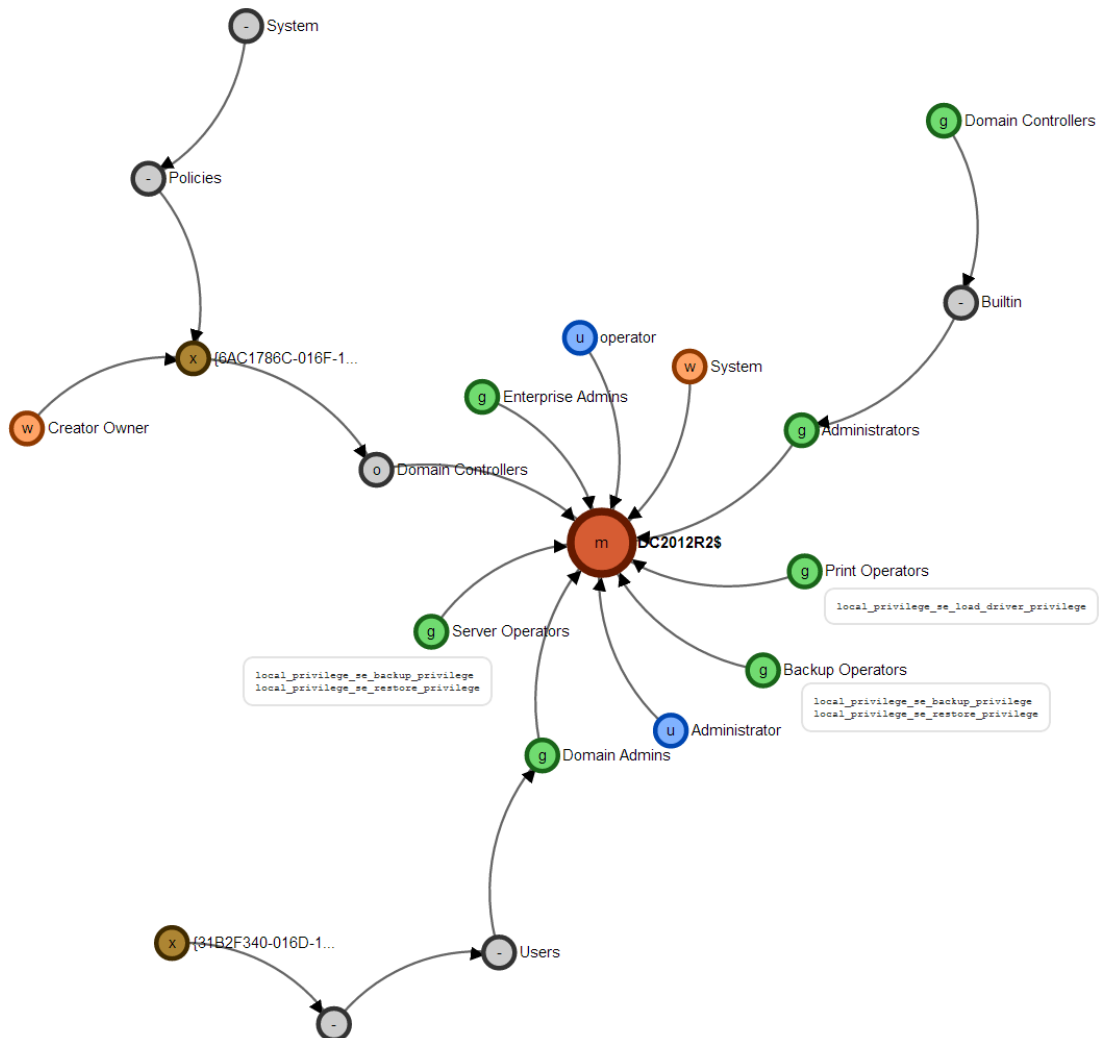 - System
g Domain Controllers
- Policies
- Builtin
u operator
x {6AC1786C-016F-1...
w System
g Enterprise Admins
w Creator Owner
g Administrators
o Domain Controllers
m DC2012R2$
g Print Operators
local_privilege_se_load_driver_privilege
g Server Operators
local_privilege_se_backup_privilege
local_privilege_se_restore_privilege
g Backup Operators
local_privilege_se_backup_privilege
local_privilege_se_restore_privilege
u Administrator
g Domain Admins
x {31B2F340-016D-1...
- Users
-